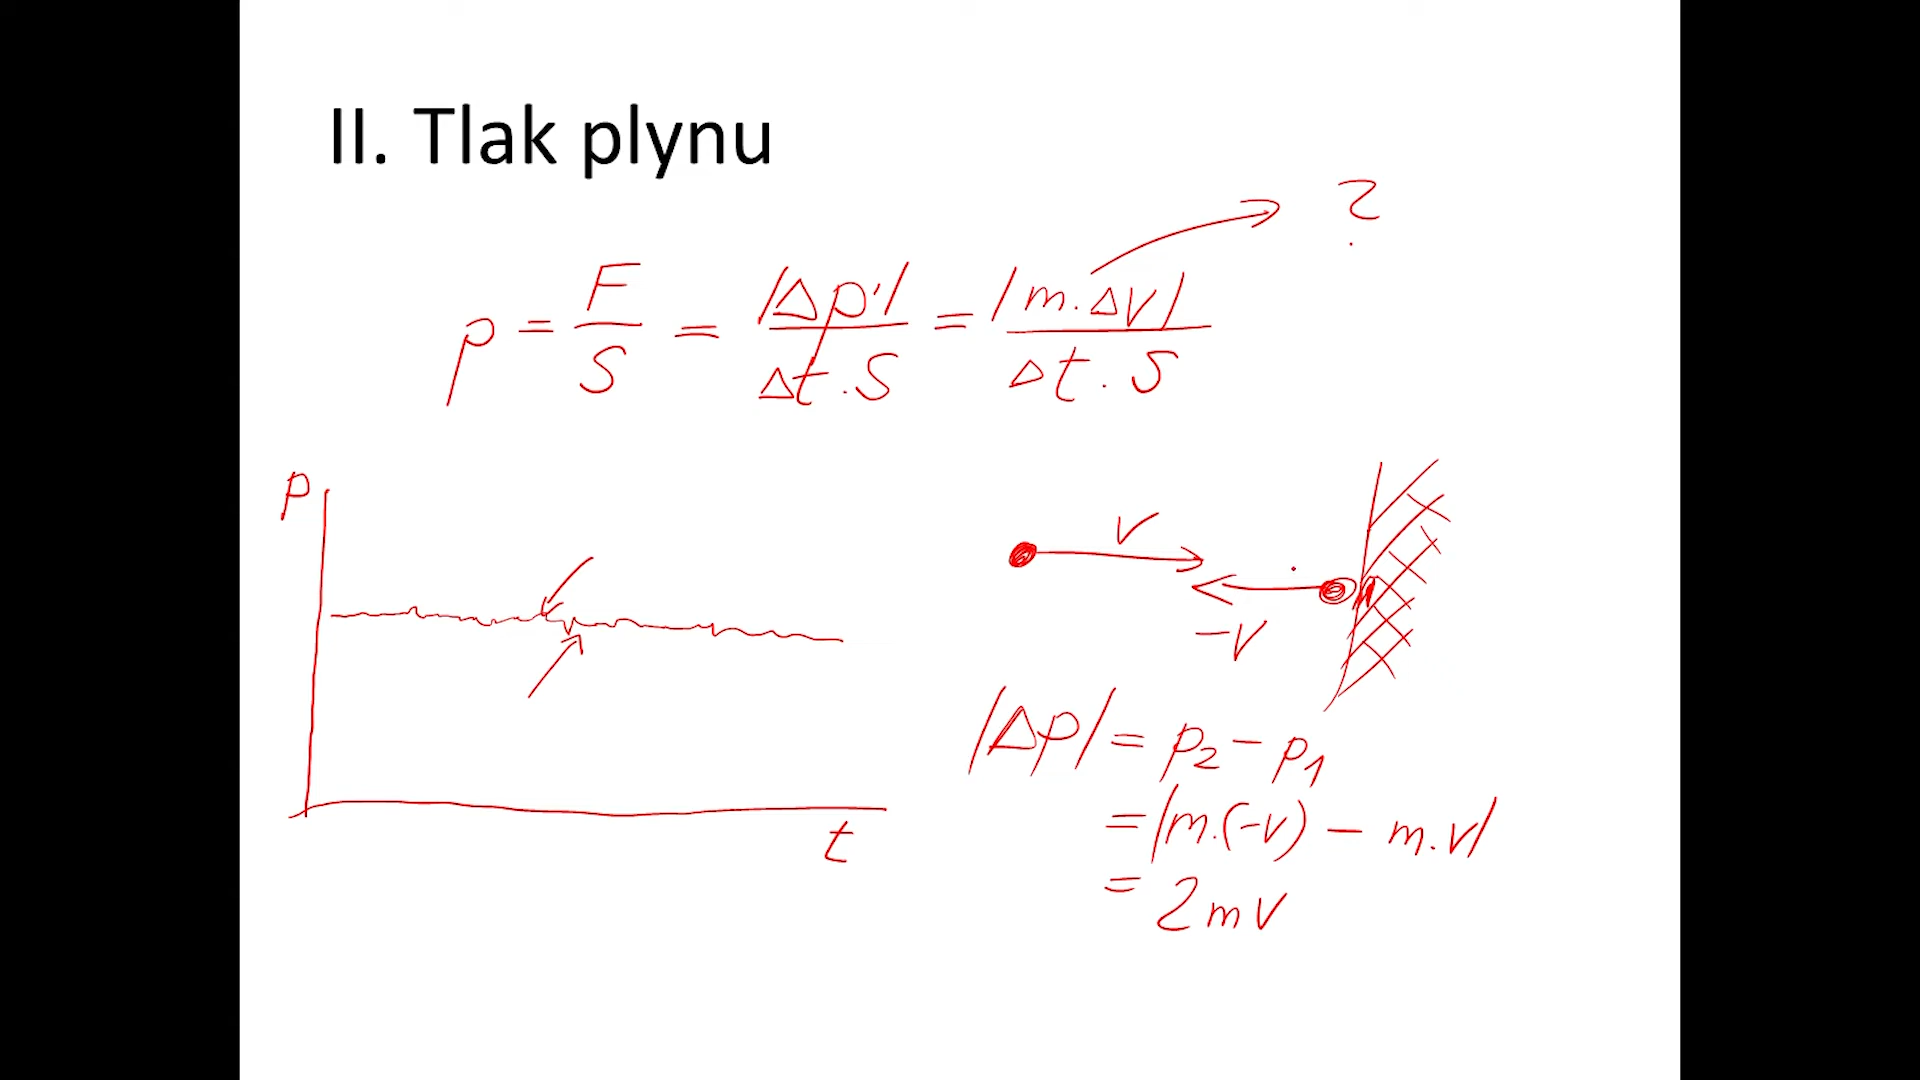 II. Tlak plynu
?
p = F/S = |Δp'|/Δt.S = |m.Δv|/Δt.S
p
t
v
-v
|Δp| = p₂ - p₁
= |m.(-v) - m.v|
= 2mv